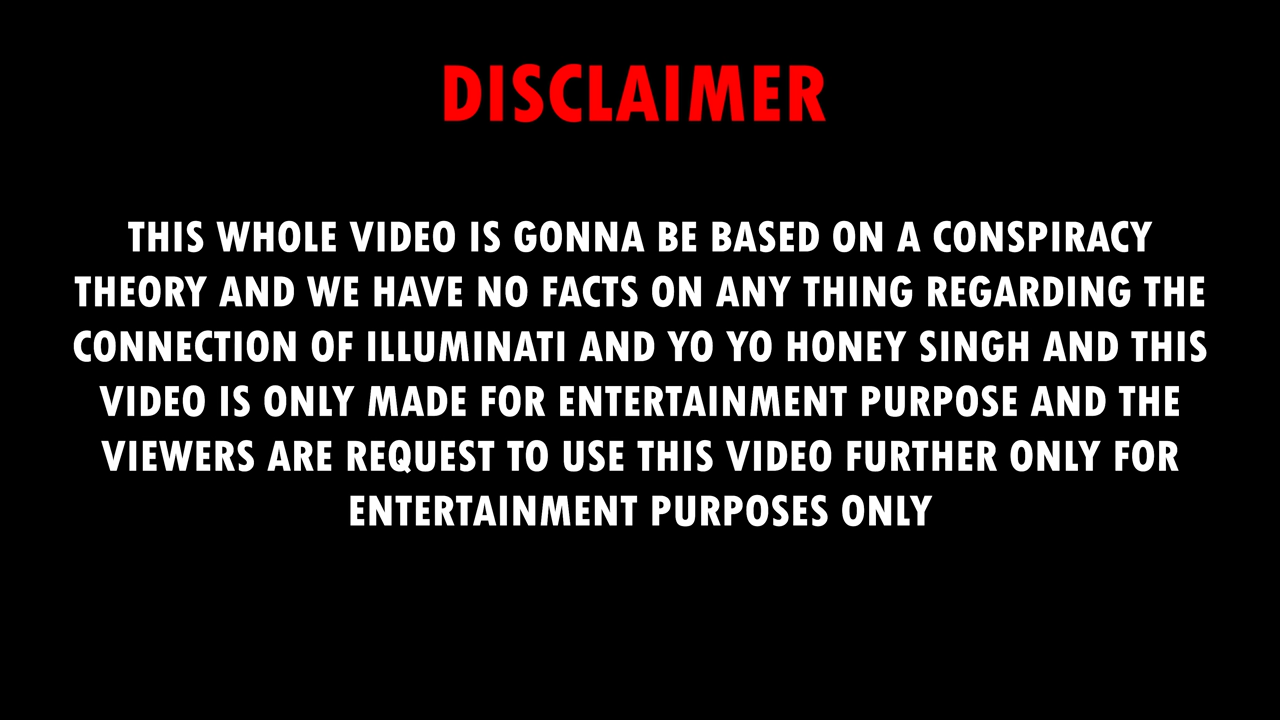 DISCLAIMER
THIS WHOLE VIDEO IS GONNA BE BASED ON A CONSPIRACY
THEORY AND WE HAVE NO FACTS ON ANY THING REGARDING THE
CONNECTION OF ILLUMINATI AND YO YO HONEY SINGH AND THIS
VIDEO IS ONLY MADE FOR ENTERTAINMENT PURPOSE AND THE
VIEWERS ARE REQUEST TO USE THIS VIDEO FURTHER ONLY FOR
ENTERTAINMENT PURPOSES ONLY